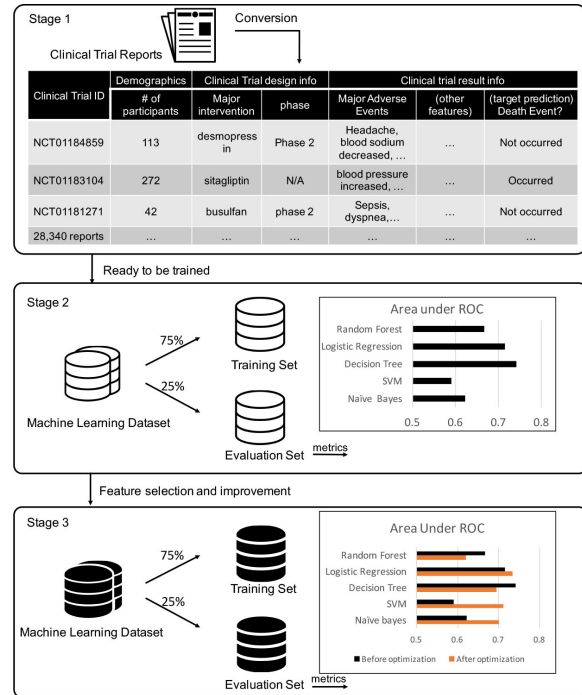 Stage 1
Conversion
Clinical Trial Reports
Clinical Trial ID
Demographics
Clinical Trial design info
Clinical trial result info
# of participants
Major intervention
phase
Major Adverse Events
(other features)
(target prediction) Death Event?
NCT01184859
113
desmopress
in
Phase 2
Headache,
blood sodium
decreased, …
…
Not occurred
NCT01183104
272
sitagliptin
N/A
blood pressure
increased, …
…
Occurred
NCT01181271
42
busulfan
phase 2
Sepsis,
dyspnea,…
…
Not occurred
28,340 reports
…
…
…
…
…
…
Ready to be trained
Stage 2
75%
25%
Machine Learning Dataset
Training Set
Evaluation Set
metrics
Area under ROC
Random Forest
Logistic Regression
Decision Tree
SVM
Naïve Bayes
0.5 0.6 0.7 0.8
Feature selection and improvement
Stage 3
75%
25%
Machine Learning Dataset
Training Set
Evaluation Set
metrics
Area Under ROC
Random Forest
Logistic Regression
Decision Tree
SVM
Naïve bayes
0.5 0.6 0.7 0.8
Before optimization After optimization